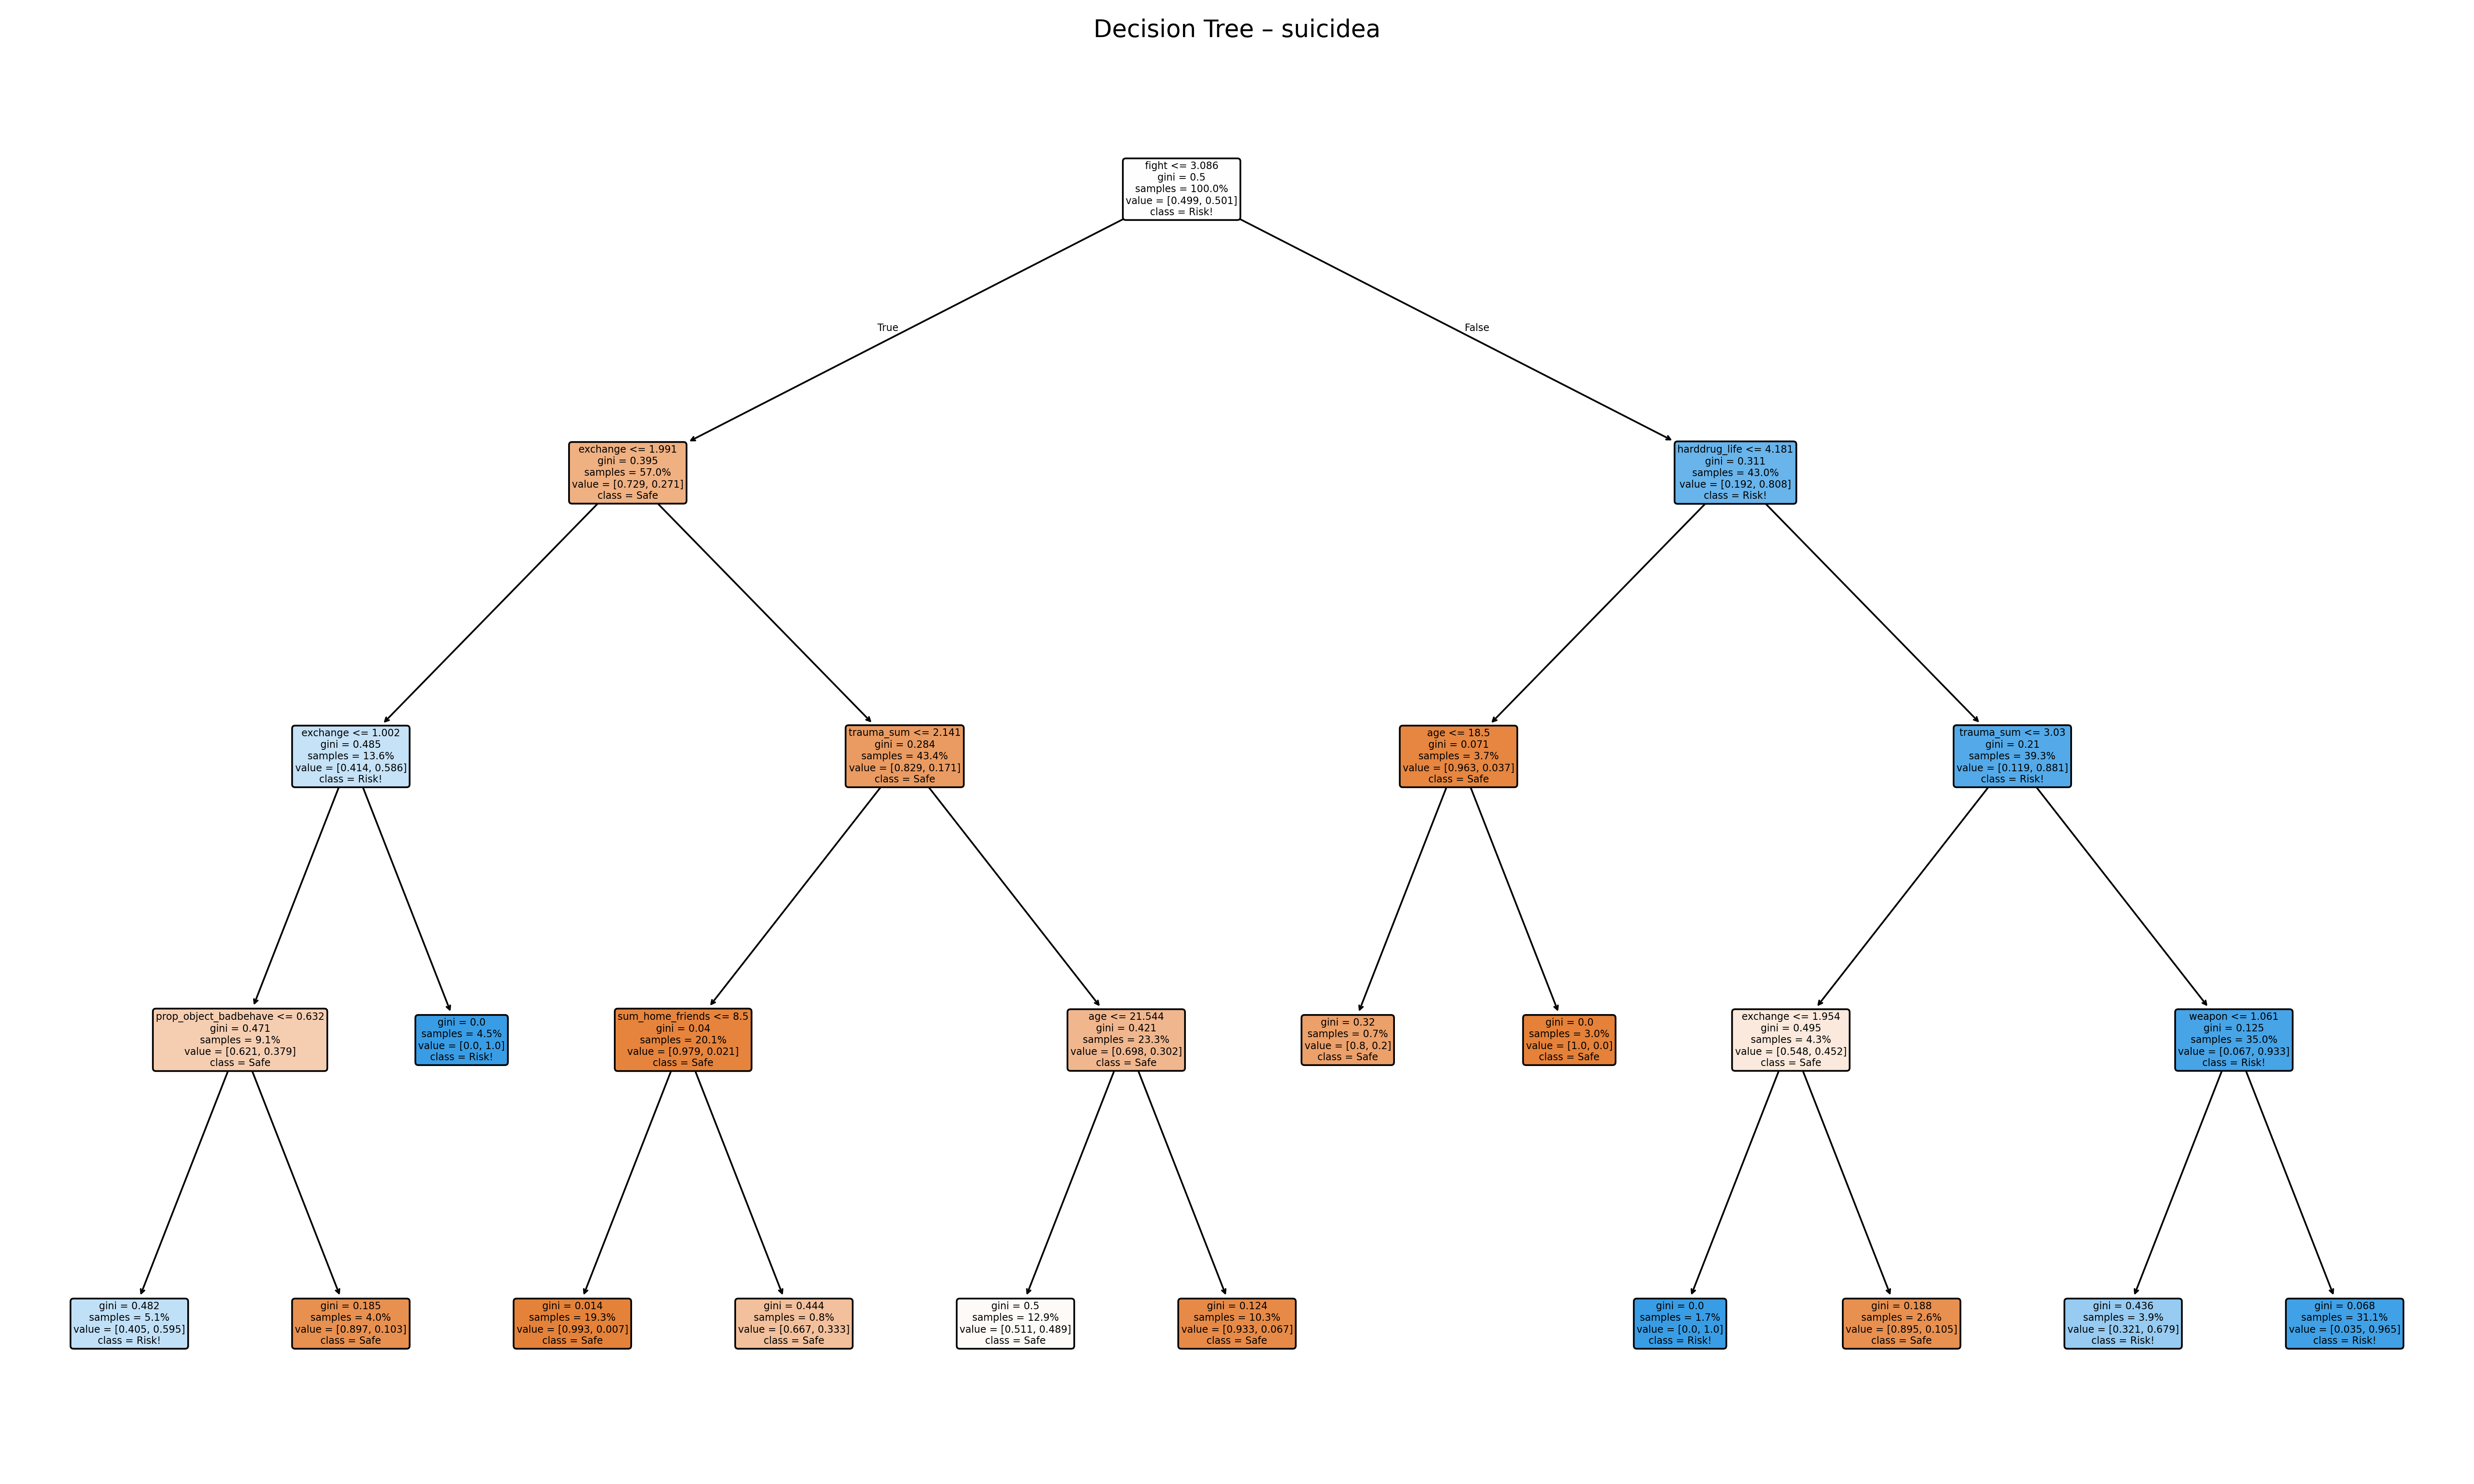 Decision Tree – suicidea
fight <= 3.086
gini = 0.5
samples = 100.0%
value = [0.499, 0.501]
class = Risk!
True
False
exchange <= 1.991
gini = 0.395
samples = 57.0%
value = [0.729, 0.271]
class = Safe
harddrug_life <= 4.181
gini = 0.311
samples = 43.0%
value = [0.192, 0.808]
class = Risk!
exchange <= 1.002
gini = 0.485
samples = 13.6%
value = [0.414, 0.586]
class = Risk!
trauma_sum <= 2.141
gini = 0.284
samples = 43.4%
value = [0.829, 0.171]
class = Safe
age <= 18.5
gini = 0.071
samples = 3.7%
value = [0.963, 0.037]
class = Safe
trauma_sum <= 3.03
gini = 0.21
samples = 39.3%
value = [0.119, 0.881]
class = Risk!
prop_object_badbehave <= 0.632
gini = 0.471
samples = 9.1%
value = [0.621, 0.379]
class = Safe
gini = 0.0
samples = 4.5%
value = [0.0, 1.0]
class = Risk!
sum_home_friends <= 8.5
gini = 0.04
samples = 20.1%
value = [0.979, 0.021]
class = Safe
age <= 21.544
gini = 0.421
samples = 23.3%
value = [0.698, 0.302]
class = Safe
gini = 0.32
samples = 0.7%
value = [0.8, 0.2]
class = Safe
gini = 0.0
samples = 3.0%
value = [1.0, 0.0]
class = Safe
exchange <= 1.954
gini = 0.495
samples = 4.3%
value = [0.548, 0.452]
class = Safe
weapon <= 1.061
gini = 0.125
samples = 35.0%
value = [0.067, 0.933]
class = Risk!
gini = 0.482
samples = 5.1%
value = [0.405, 0.595]
class = Risk!
gini = 0.185
samples = 4.0%
value = [0.897, 0.103]
class = Safe
gini = 0.014
samples = 19.3%
value = [0.993, 0.007]
class = Safe
gini = 0.444
samples = 0.8%
value = [0.667, 0.333]
class = Safe
gini = 0.5
samples = 12.9%
value = [0.511, 0.489]
class = Safe
gini = 0.124
samples = 10.3%
value = [0.933, 0.067]
class = Safe
gini = 0.0
samples = 1.7%
value = [0.0, 1.0]
class = Risk!
gini = 0.188
samples = 2.6%
value = [0.895, 0.105]
class = Safe
gini = 0.436
samples = 3.9%
value = [0.321, 0.679]
class = Risk!
gini = 0.068
samples = 31.1%
value = [0.035, 0.965]
class = Risk!